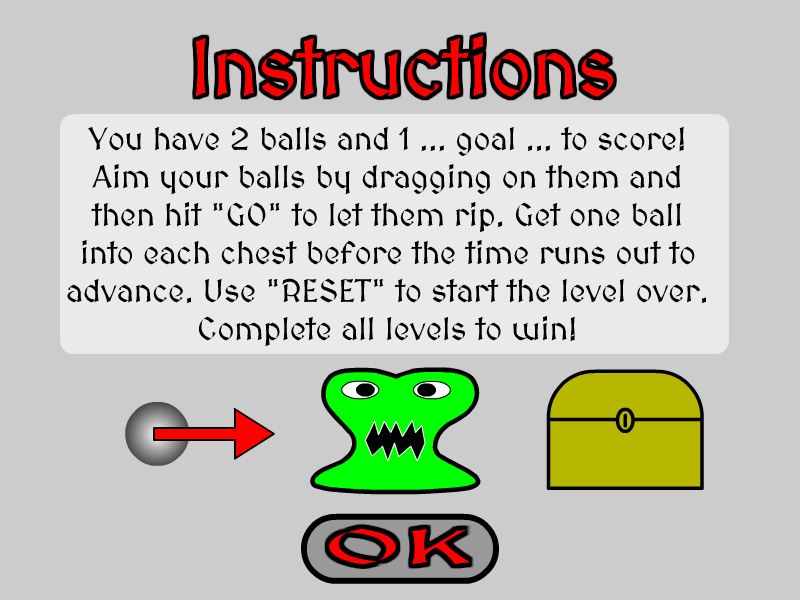 Instructions
You have 2 balls and 1 ... goal ... to score!
Aim your balls by dragging on them and
then hit "GO" to let them rip. Get one ball
into each chest before the time runs out to
advance. Use "RESET" to start the level over.
Complete all levels to win!
OK